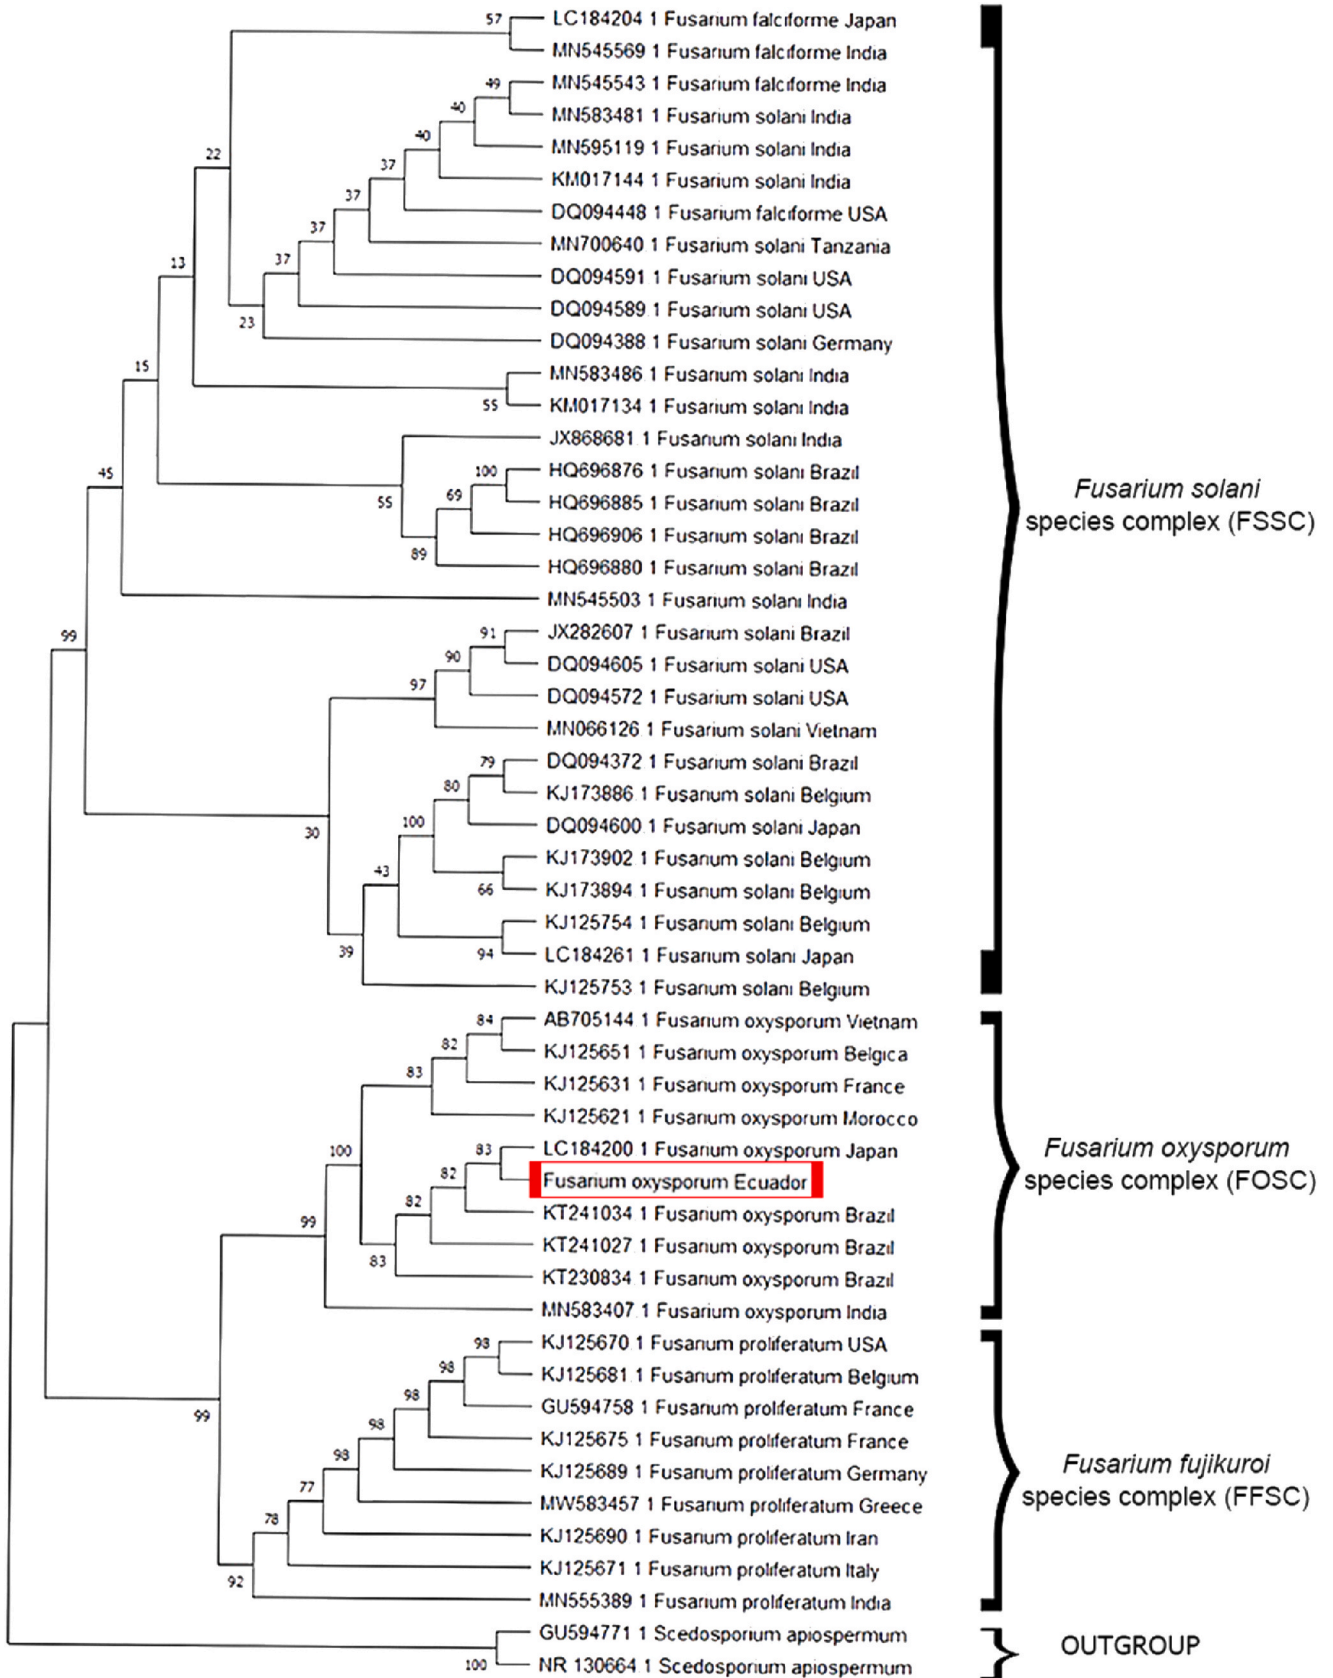 57
LC184204 1 Fusarium falciforme Japan
MN545569 1 Fusarium falciforme India
49
MN545543 1 Fusarium falciforme India
40
MN583481 1 Fusarium solani India
40
MN595119 1 Fusarium solani India
22
37
KM017144 1 Fusarium solani India
37
DQ094448 1 Fusarium falciforme USA
37
MN700640 1 Fusarium solani Tanzania
13
37
DQ094591 1 Fusarium solani USA
DQ094589 1 Fusarium solani USA
23
DQ094388 1 Fusarium solani Germany
15
MN583486 1 Fusarium solani India
55
KM017134 1 Fusarium solani India
JX868681 1 Fusarium solani India
45
100
HQ696876 1 Fusarium solani Brazil
55
69
HQ696885 1 Fusarium solani Brazil
HQ696906 1 Fusarium solani Brazil
89
HQ696880 1 Fusarium solani Brazil
MN545503 1 Fusarium solani India
Fusarium solani
species complex (FSSC)
99
91
JX282607 1 Fusarium solani Brazil
90
DQ094605 1 Fusarium solani USA
97
DQ094572 1 Fusarium solani USA
MN066126 1 Fusarium solani Vietnam
79
DQ094372 1 Fusarium solani Brazil
80
KJ173886 1 Fusarium solani Belgium
30
100
DQ094600 1 Fusarium solani Japan
KJ173902 1 Fusarium solani Belgium
43
66
KJ173894 1 Fusarium solani Belgium
KJ125754 1 Fusarium solani Belgium
39
94
LC184261 1 Fusarium solani Japan
KJ125753 1 Fusarium solani Belgium
84
AB705144 1 Fusarium oxysporum Vietnam
82
KJ125651 1 Fusarium oxysporum Belgica
83
KJ125631 1 Fusarium oxysporum France
KJ125621 1 Fusarium oxysporum Morocco
100
83
LC184200 1 Fusarium oxysporum Japan
82
Fusarium oxysporum Ecuador
82
KT241034 1 Fusarium oxysporum Brazil
99
KT241027 1 Fusarium oxysporum Brazil
83
KT230834 1 Fusarium oxysporum Brazil
MN583407 1 Fusarium oxysporum India
Fusarium oxysporum
species complex (FOSC)
98
KJ125670 1 Fusarium proliferatum USA
98
KJ125681 1 Fusarium proliferatum Belgium
99
98
GU594758 1 Fusarium proliferatum France
98
KJ125675 1 Fusarium proliferatum France
98
KJ125689 1 Fusarium proliferatum Germany
77
MW583457 1 Fusarium proliferatum Greece
78
KJ125690 1 Fusarium proliferatum Iran
KJ125671 1 Fusarium proliferatum Italy
92
MN555389 1 Fusarium proliferatum India
Fusarium fujikuroi
species complex (FFSC)
GU594771 1 Scedosporium apiospermum
100
NR 130664 1 Scedosporium apiospermum
OUTGROUP